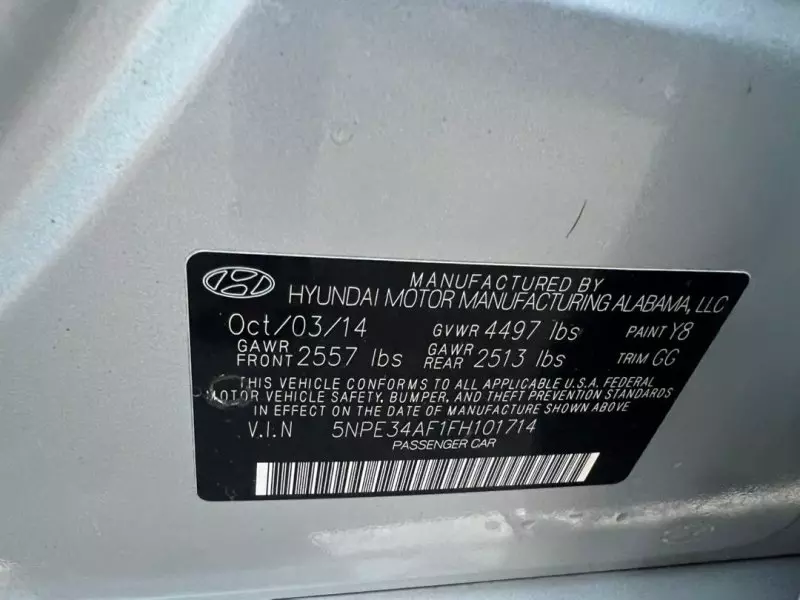 MANUFACTURED BY
HYUNDAI MOTOR MANUFACTURING ALABAMA, LLC
Oct/03/14 GVWR 4497 lbs PAINT Y8
GAWR FRONT 2557 lbs GAWR REAR 2513 lbs TRIM GG
THIS VEHICLE CONFORMS TO ALL APPLICABLE U.S.A. FEDERAL
MOTOR VEHICLE SAFETY, BUMPER, AND THEFT PREVENTION STANDARDS
IN EFFECT ON THE DATE OF MANUFACTURE SHOWN ABOVE
V.I.N 5NPE34AF1FH101714
PASSENGER CAR